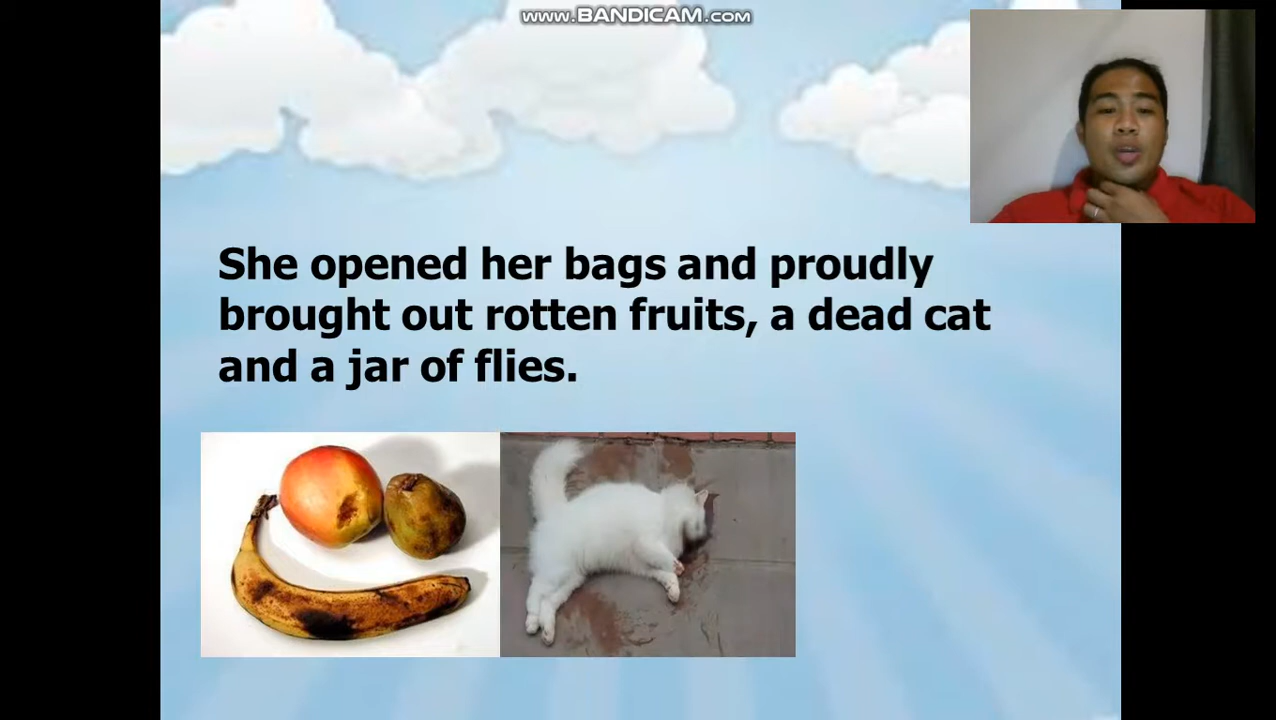 www.BANDICAM.com
She opened her bags and proudly
brought out rotten fruits, a dead cat
and a jar of flies.